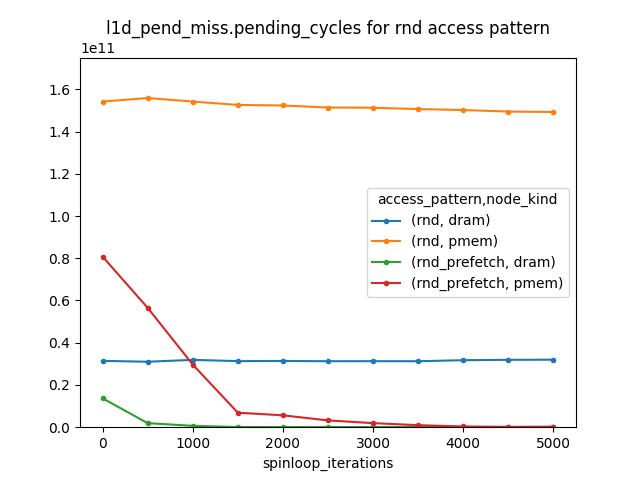 l1d_pend_miss.pending_cycles for rnd access pattern
1e11
1.6
1.4
1.2
1.0
0.8
0.6
0.4
0.2
0.0
access_pattern,node_kind
(rnd, dram)
(rnd, pmem)
(rnd_prefetch, dram)
(rnd_prefetch, pmem)
0 1000 2000 3000 4000 5000
spinloop_iterations